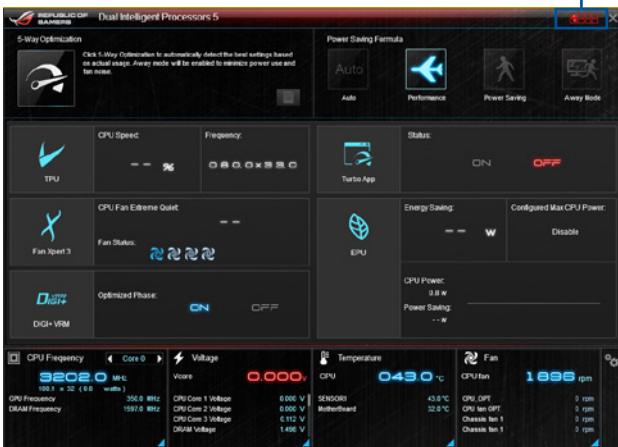 REPUBLIC OF GAMERS
Dual Intelligent Processors 5
5-Way Optimization
Click 5-Way Optimization to automatically detect the best settings based
on actual usage. Away mode will be enabled to minimize power use and
fan noise.
Power Saving Formula
Auto
Auto
Performance
Power Saving
Away Mode
TPU
CPU Speed:
-- %
Frequency:
Turbo App
Status:
ON
OFF
Fan Xpert 3
CPU Fan Extreme Quiet:
--
Fan Status:
EPU
Energy Saving:
-- W
Configured Max CPU Power:
Disable
CPU Power:
0.8 W
Power Saving:
-- W
DIGI+
DIGI+ VRM
Optimized Phase:
ON
OFF
CPU Frequency
Core 0
3202.0 MHz
100.1 x 32 (0.8 watts)
GPU Frequency 350.0 MHz
DRAM Frequency 1597.0 MHz
Voltage
Vcore 0.000 V
CPU Core 1 Voltage 0.000 V
CPU Core 2 Voltage 0.000 V
CPU Core 3 Voltage 0.112 V
DRAM Voltage
Temperature
CPU 043.0 °C
SENSOR1 43.0 °C
MotherBoard 32.0 °C
Fan
CPU fan 1896 rpm
CPU_OPT 0 rpm
CPU fan OPT 0 rpm
Chassis fan 1 0 rpm
Chassis fan 1 0 rpm